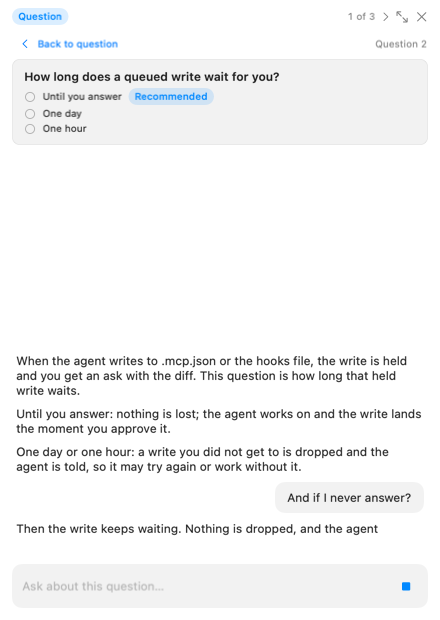 Question
1 of 3
Back to question
Question 2
How long does a queued write wait for you?
Until you answer Recommended
One day
One hour
When the agent writes to .mcp.json or the hooks file, the write is held
and you get an ask with the diff. This question is how long that held
write waits.
Until you answer: nothing is lost; the agent works on and the write lands
the moment you approve it.
One day or one hour: a write you did not get to is dropped and the
agent is told, so it may try again or work without it.
And if I never answer?
Then the write keeps waiting. Nothing is dropped, and the agent
Ask about this question...